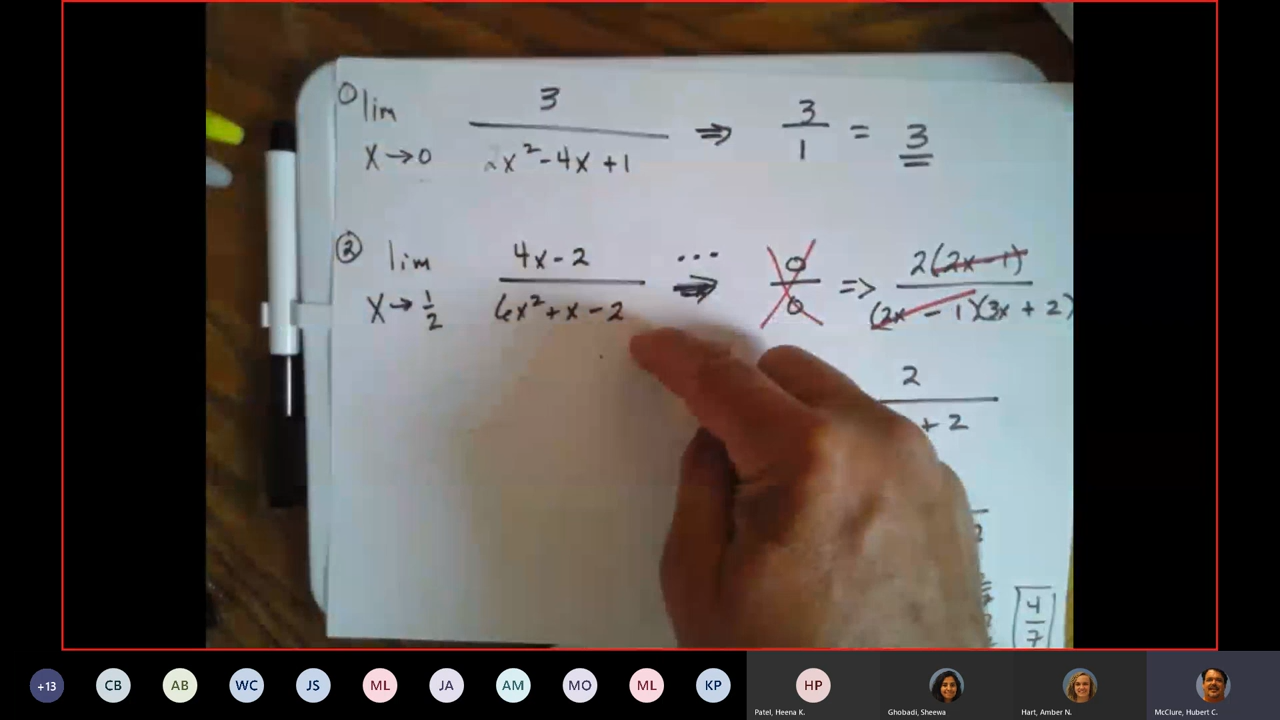 ① lim 3 ⇒ 3 = 3
x→0 2x²-4x+1 1
② lim 4x-2 ... 0 => 2(2x-1)
x→1/2 6x²+x-2 ⇒ 0 (2x-1)(3x+2)
2
+2
4
7
+13 CB AB WC JS ML JA AM MO ML KP HP
Patel, Heena K. Ghobadi, Sheewa Hart, Amber N. McClure, Hubert C.